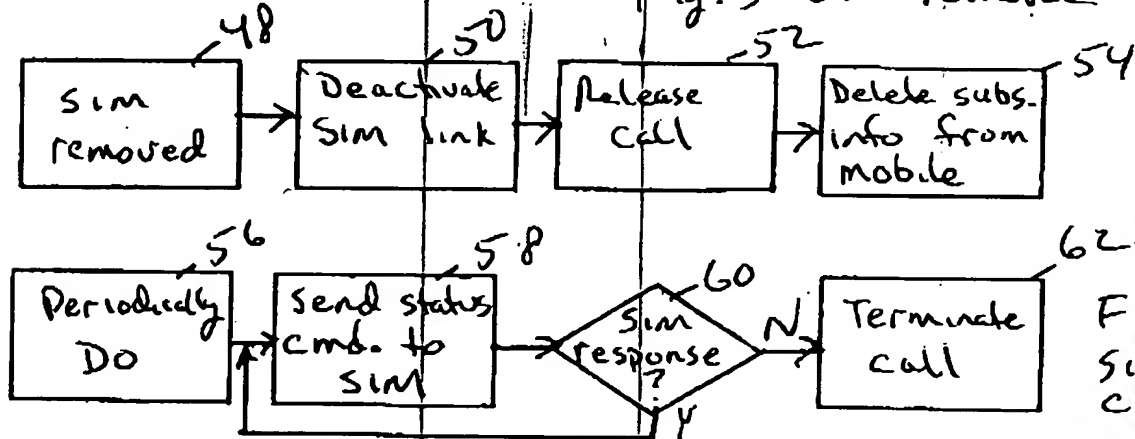 48
50
52
54
Sim
removed
Deactivate
Sim link
Release
call
Delete subs.
info from
mobile
56
58
60
62
Periodically
DO
Send status
cmd. to
SIM
Sim
response
?
N
Y
Terminate
call